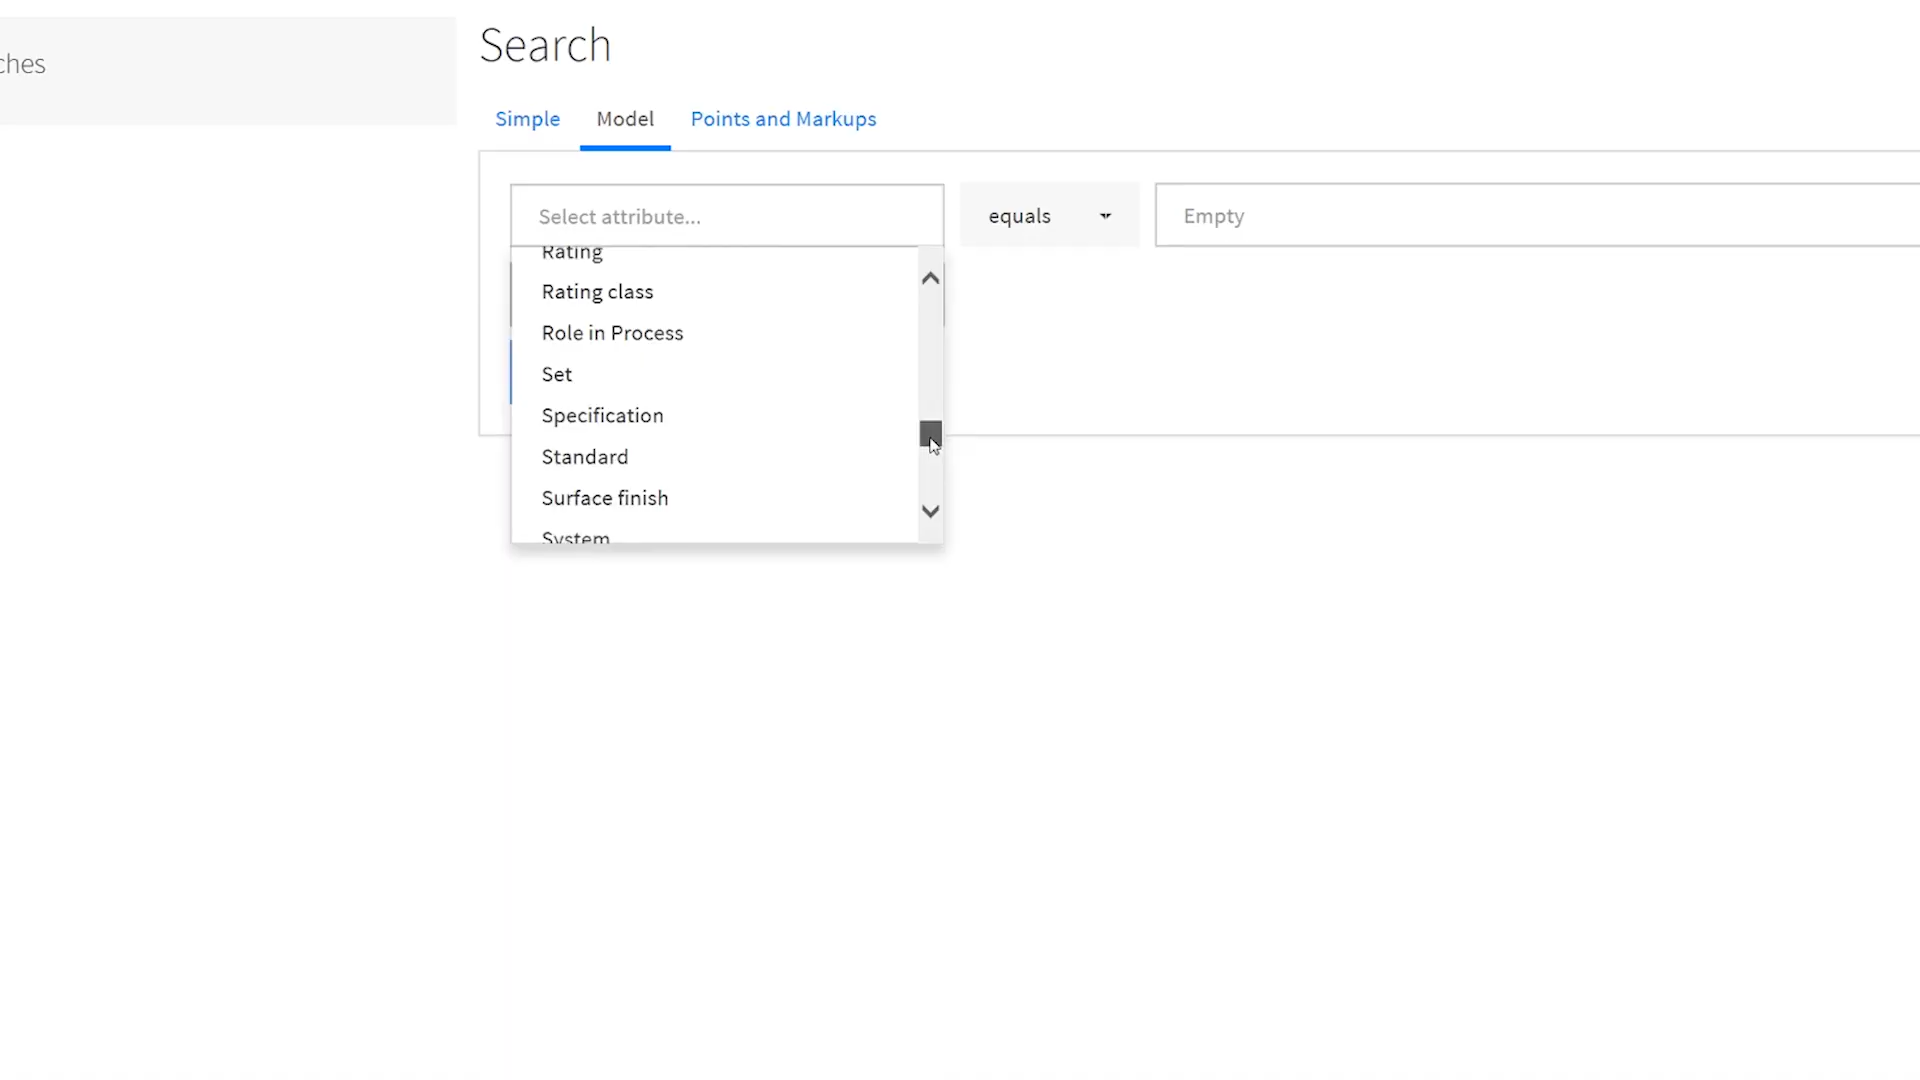 ches
Search
Simple Model Points and Markups
Select attribute... equals Empty
Rating
Rating class
Role in Process
Set
Specification
Standard
Surface finish
System